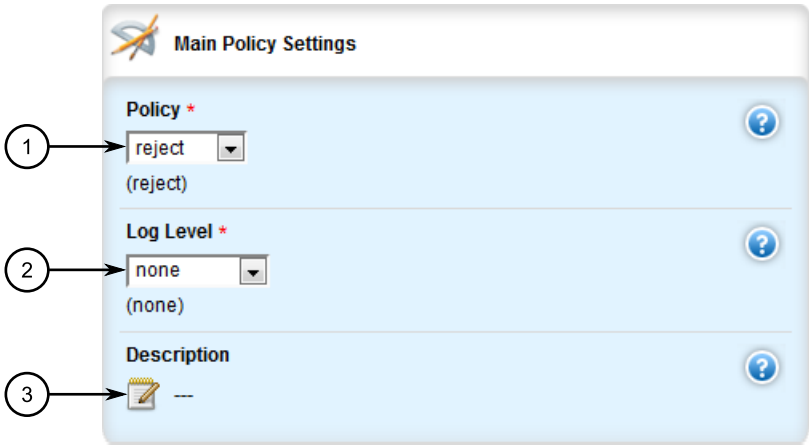 Main Policy Settings
Policy *
1
reject
(reject)
Log Level *
2
none
(none)
Description
3
---